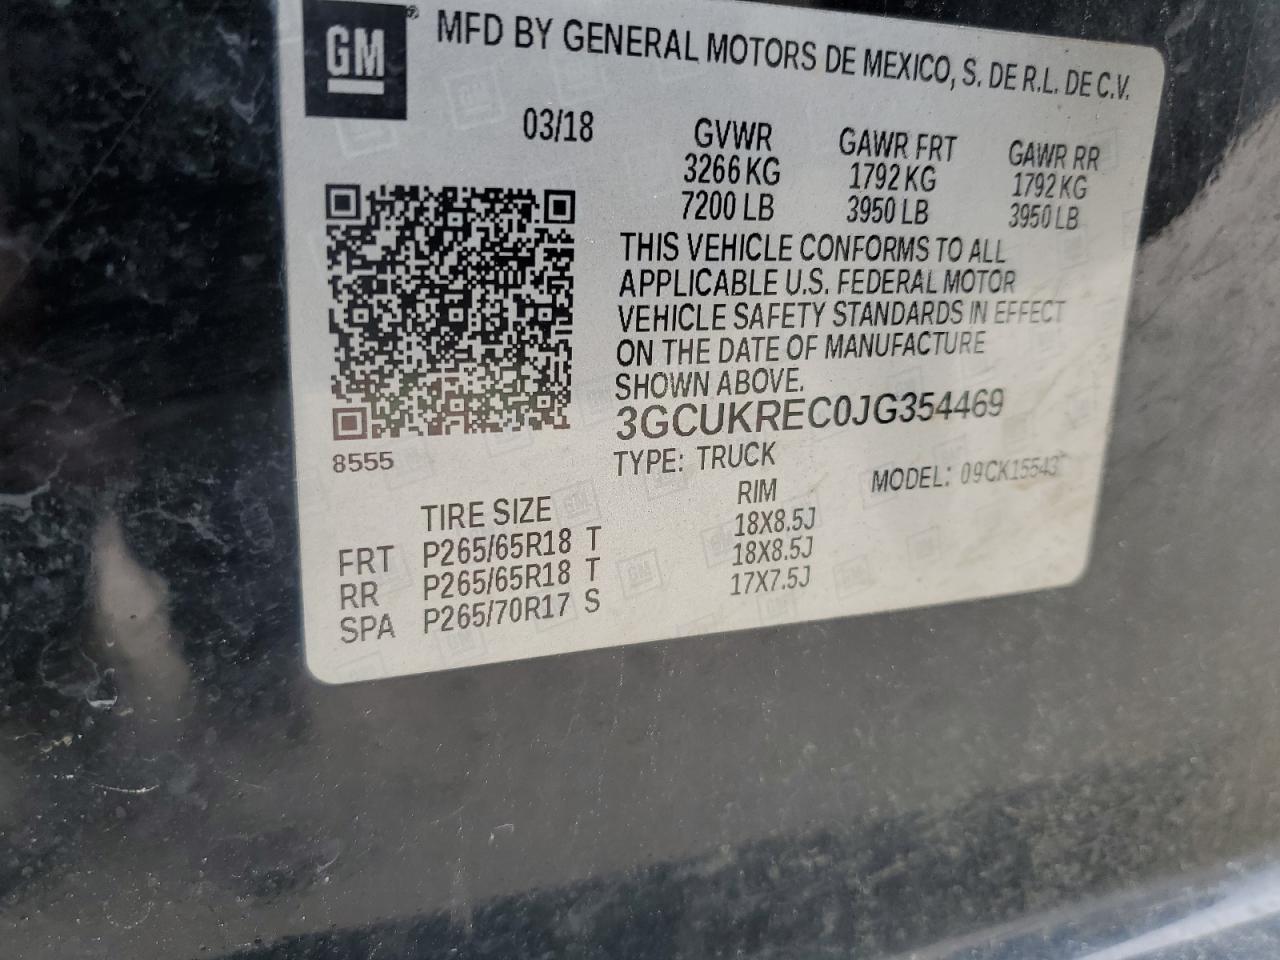 GM ® MFD BY GENERAL MOTORS DE MEXICO, S. DE R.L. DE C.V.
03/18
GVWR GAWR FRT GAWR RR
3266 KG 1792 KG 1792 KG
7200 LB 3950 LB 3950 LB
THIS VEHICLE CONFORMS TO ALL
APPLICABLE U.S. FEDERAL MOTOR
VEHICLE SAFETY STANDARDS IN EFFECT
ON THE DATE OF MANUFACTURE
SHOWN ABOVE.
3GCUKREC0JG354469
8555
TYPE: TRUCK
MODEL: 09CK15543
TIRE SIZE RIM
FRT P265/65R18 T 18X8.5J
RR P265/65R18 T 18X8.5J
SPA P265/70R17 S 17X7.5J